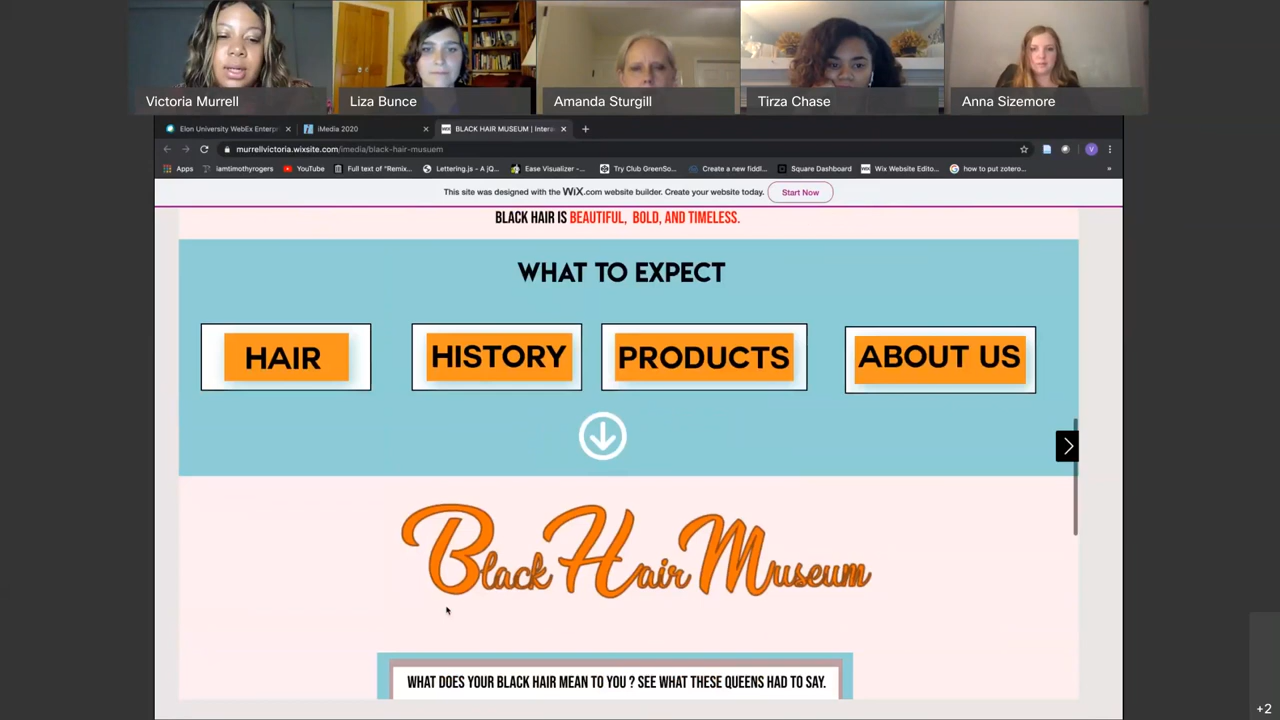 Victoria Murrell
Liza Bunce
Amanda Sturgill
Tirza Chase
Anna Sizemore
Elon University WebEx Enterp
iMedia 2020
BLACK HAIR MUSEUM | Intera
murrellvictoria.wixsite.com/imedia/black-hair-musuem
Apps
iamtimothyrogers
YouTube
Full text of "Remix...
Lettering.js - A jQ...
Ease Visualizer -...
Try Club GreenSo...
Create a new fiddl...
Square Dashboard
Wix Website Edito...
how to put zotero...
This site was designed with the WiX.com website builder. Create your website today.
Start Now
BLACK HAIR IS BEAUTIFUL, BOLD, AND TIMELESS.
WHAT TO EXPECT
HAIR
HISTORY
PRODUCTS
ABOUT US
Black Hair Museum
WHAT DOES YOUR BLACK HAIR MEAN TO YOU ? SEE WHAT THESE QUEENS HAD TO SAY.
+2